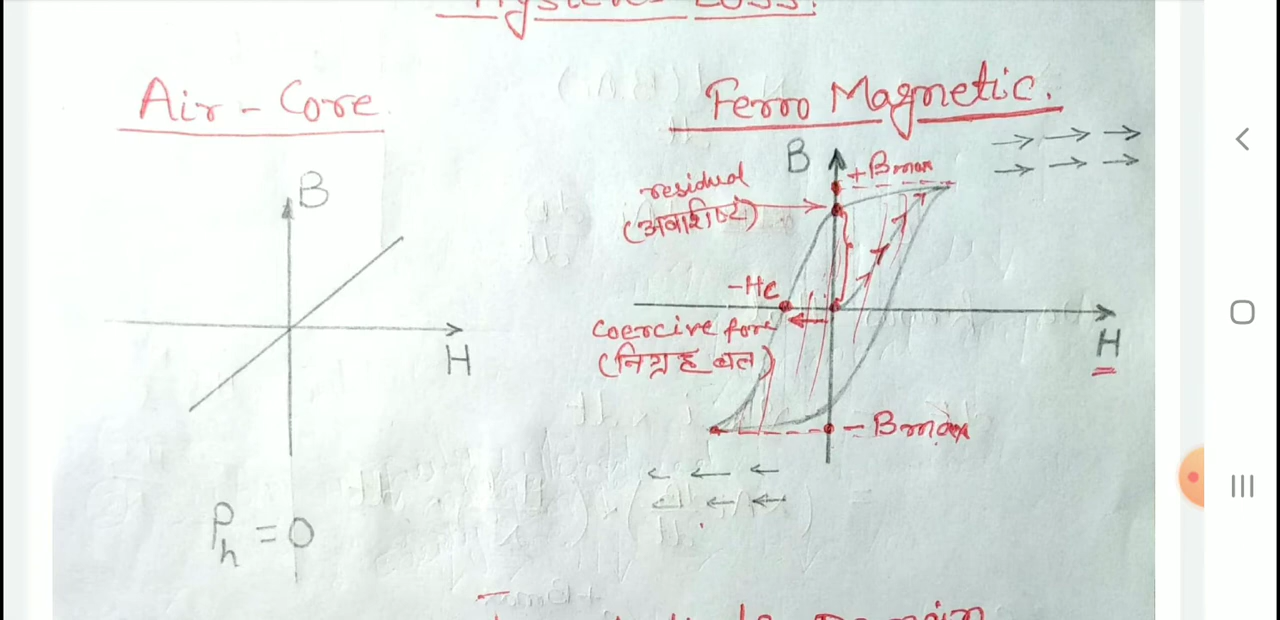 Air - Core
Ferro Magnetic.
B
B
+Bmax
residual
(अवशिष्ट)
-Hc
H
coercive force
(निग्रह बल)
H
-Bmax
Ph = 0